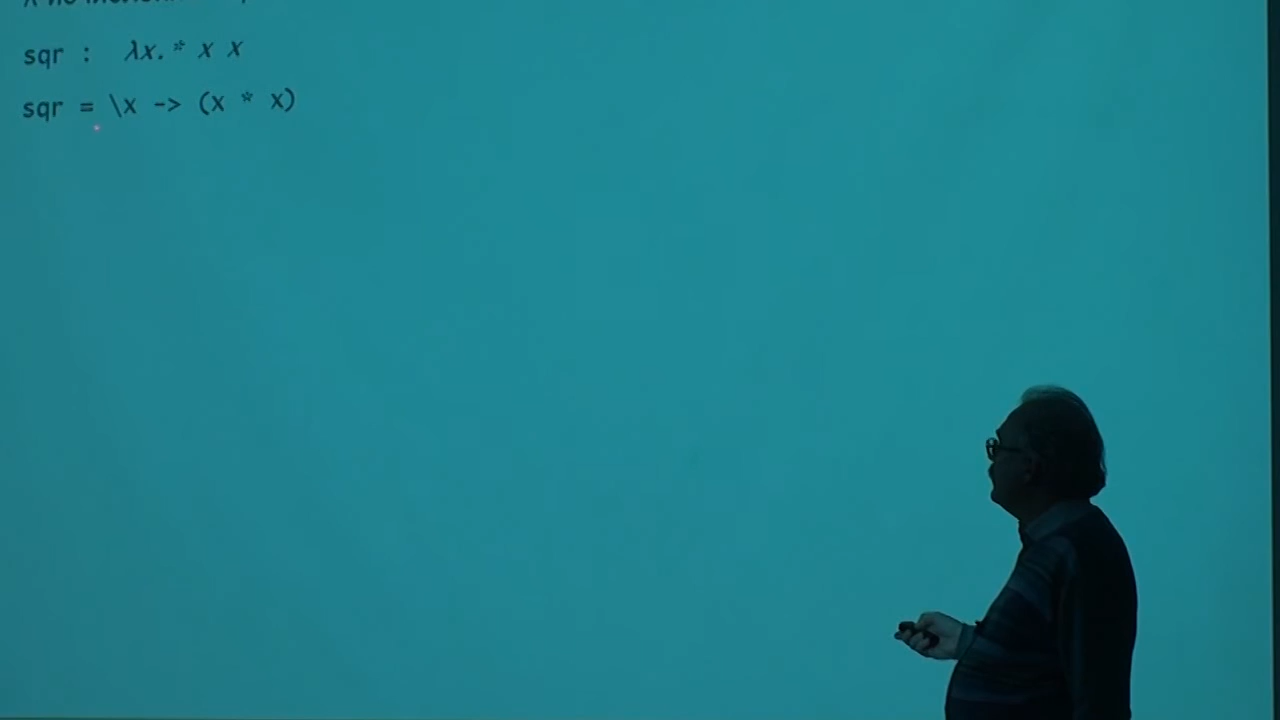 sqr : λx. * x x
sqr = \x -> (x * x)